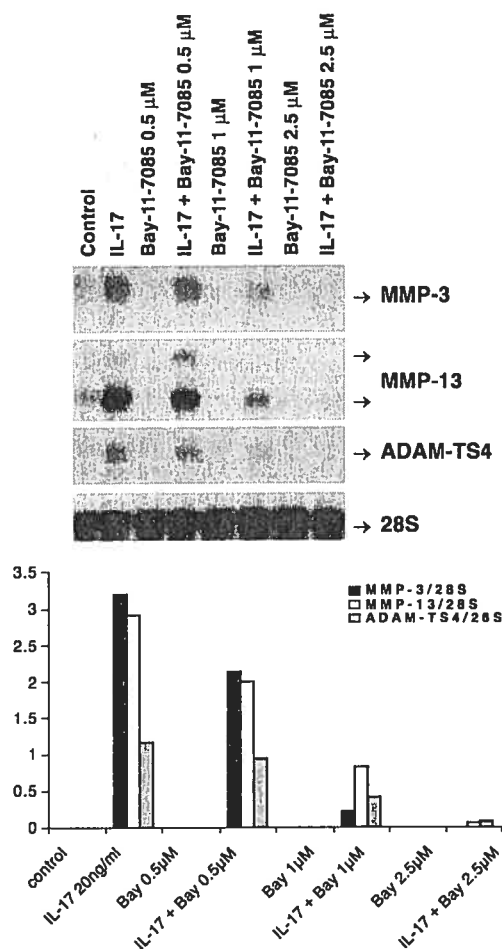 Control
IL-17
Bay-11-7085 0.5 µM
IL-17 + Bay-11-7085 0.5 µM
Bay-11-7085 1 µM
IL-17 + Bay-11-7085 1 µM
Bay-11-7085 2.5 µM
IL-17 + Bay-11-7085 2.5 µM
→ MMP-3
→
MMP-13
→
→ ADAM-TS4
→ 28S
3.5
3
2.5
2
1.5
1
0.5
0
MMP-3/28S
MMP-13/28S
ADAM-TS4/26S
control
IL-17 20ng/ml
Bay 0.5µM
IL-17 + Bay 0.5µM
Bay 1µM
IL-17 + Bay 1µM
Bay 2.5µM
IL-17 + Bay 2.5µM